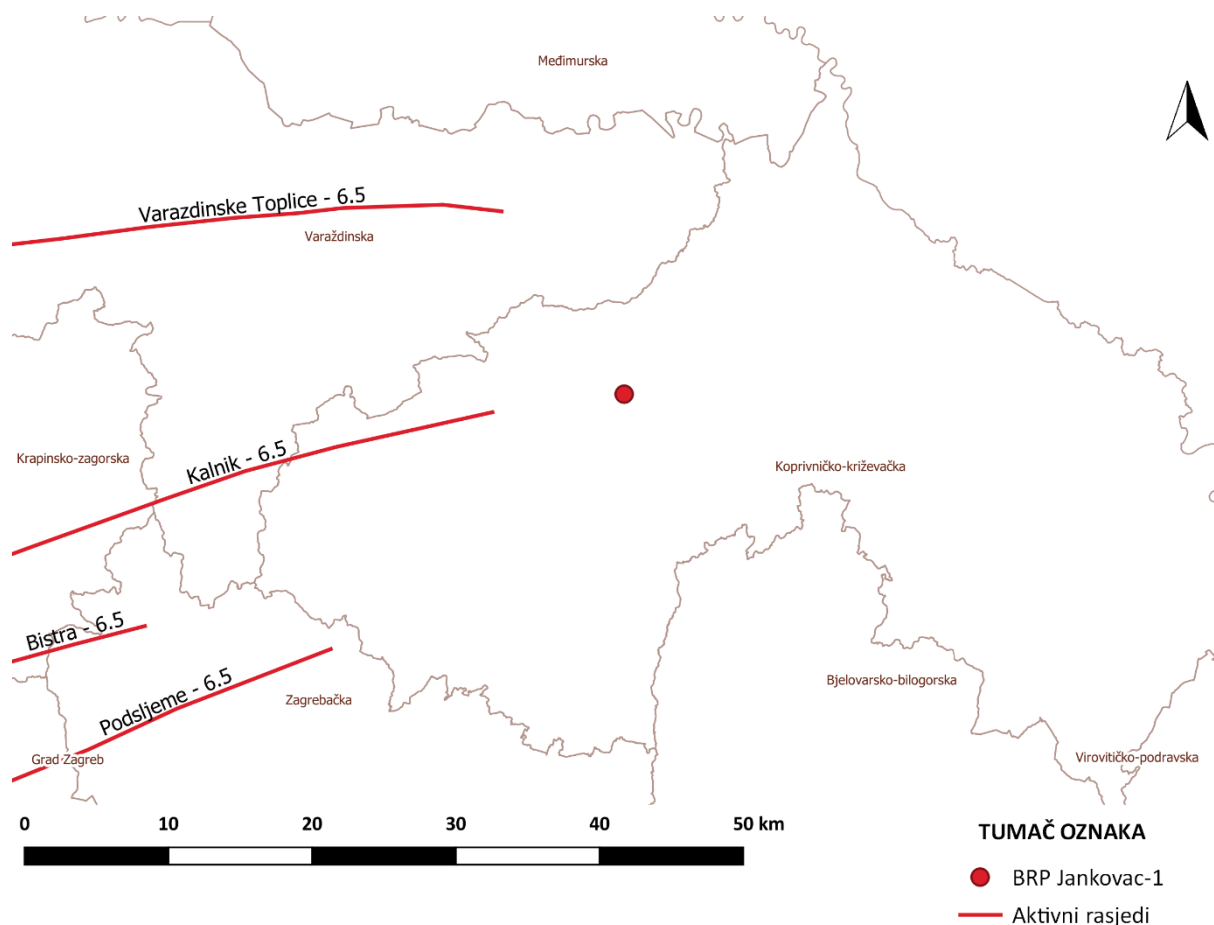 Međimurska
Varazdinske Toplice - 6.5
Varaždinska
Krapinsko-zagorska
Kalnik - 6.5
Koprivničko-križevačka
Bistra - 6.5
Podsljeme - 6.5
Zagrebačka
Bjelovarsko-bilogorska
Grad Zagreb
Virovitičko-podravska
0 10 20 30 40 50 km
TUMAČ OZNAKA
BRP Jankovac-1
Aktivni rasjedi